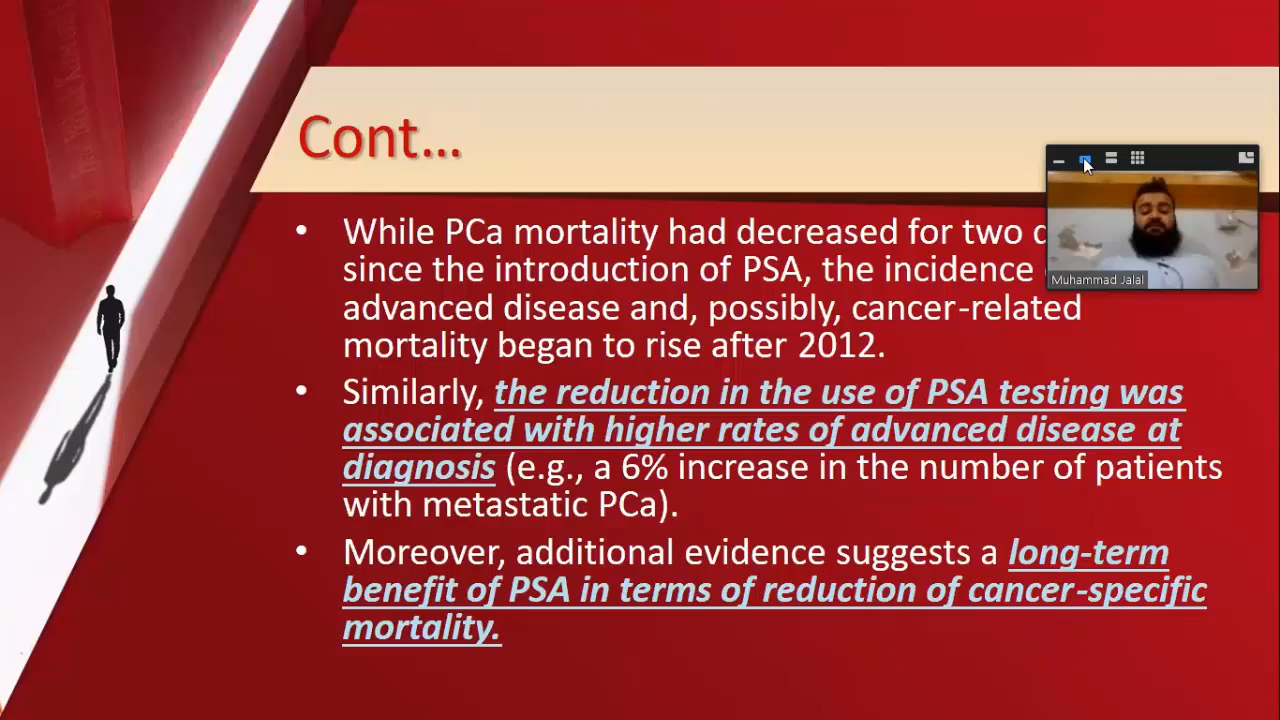 Cont…
• While PCa mortality had decreased for two
since the introduction of PSA, the incidence
advanced disease and, possibly, cancer-related
mortality began to rise after 2012.
• Similarly, the reduction in the use of PSA testing was
associated with higher rates of advanced disease at
diagnosis (e.g., a 6% increase in the number of patients
with metastatic PCa).
• Moreover, additional evidence suggests a long-term
benefit of PSA in terms of reduction of cancer-specific
mortality.
Muhammad Jalal